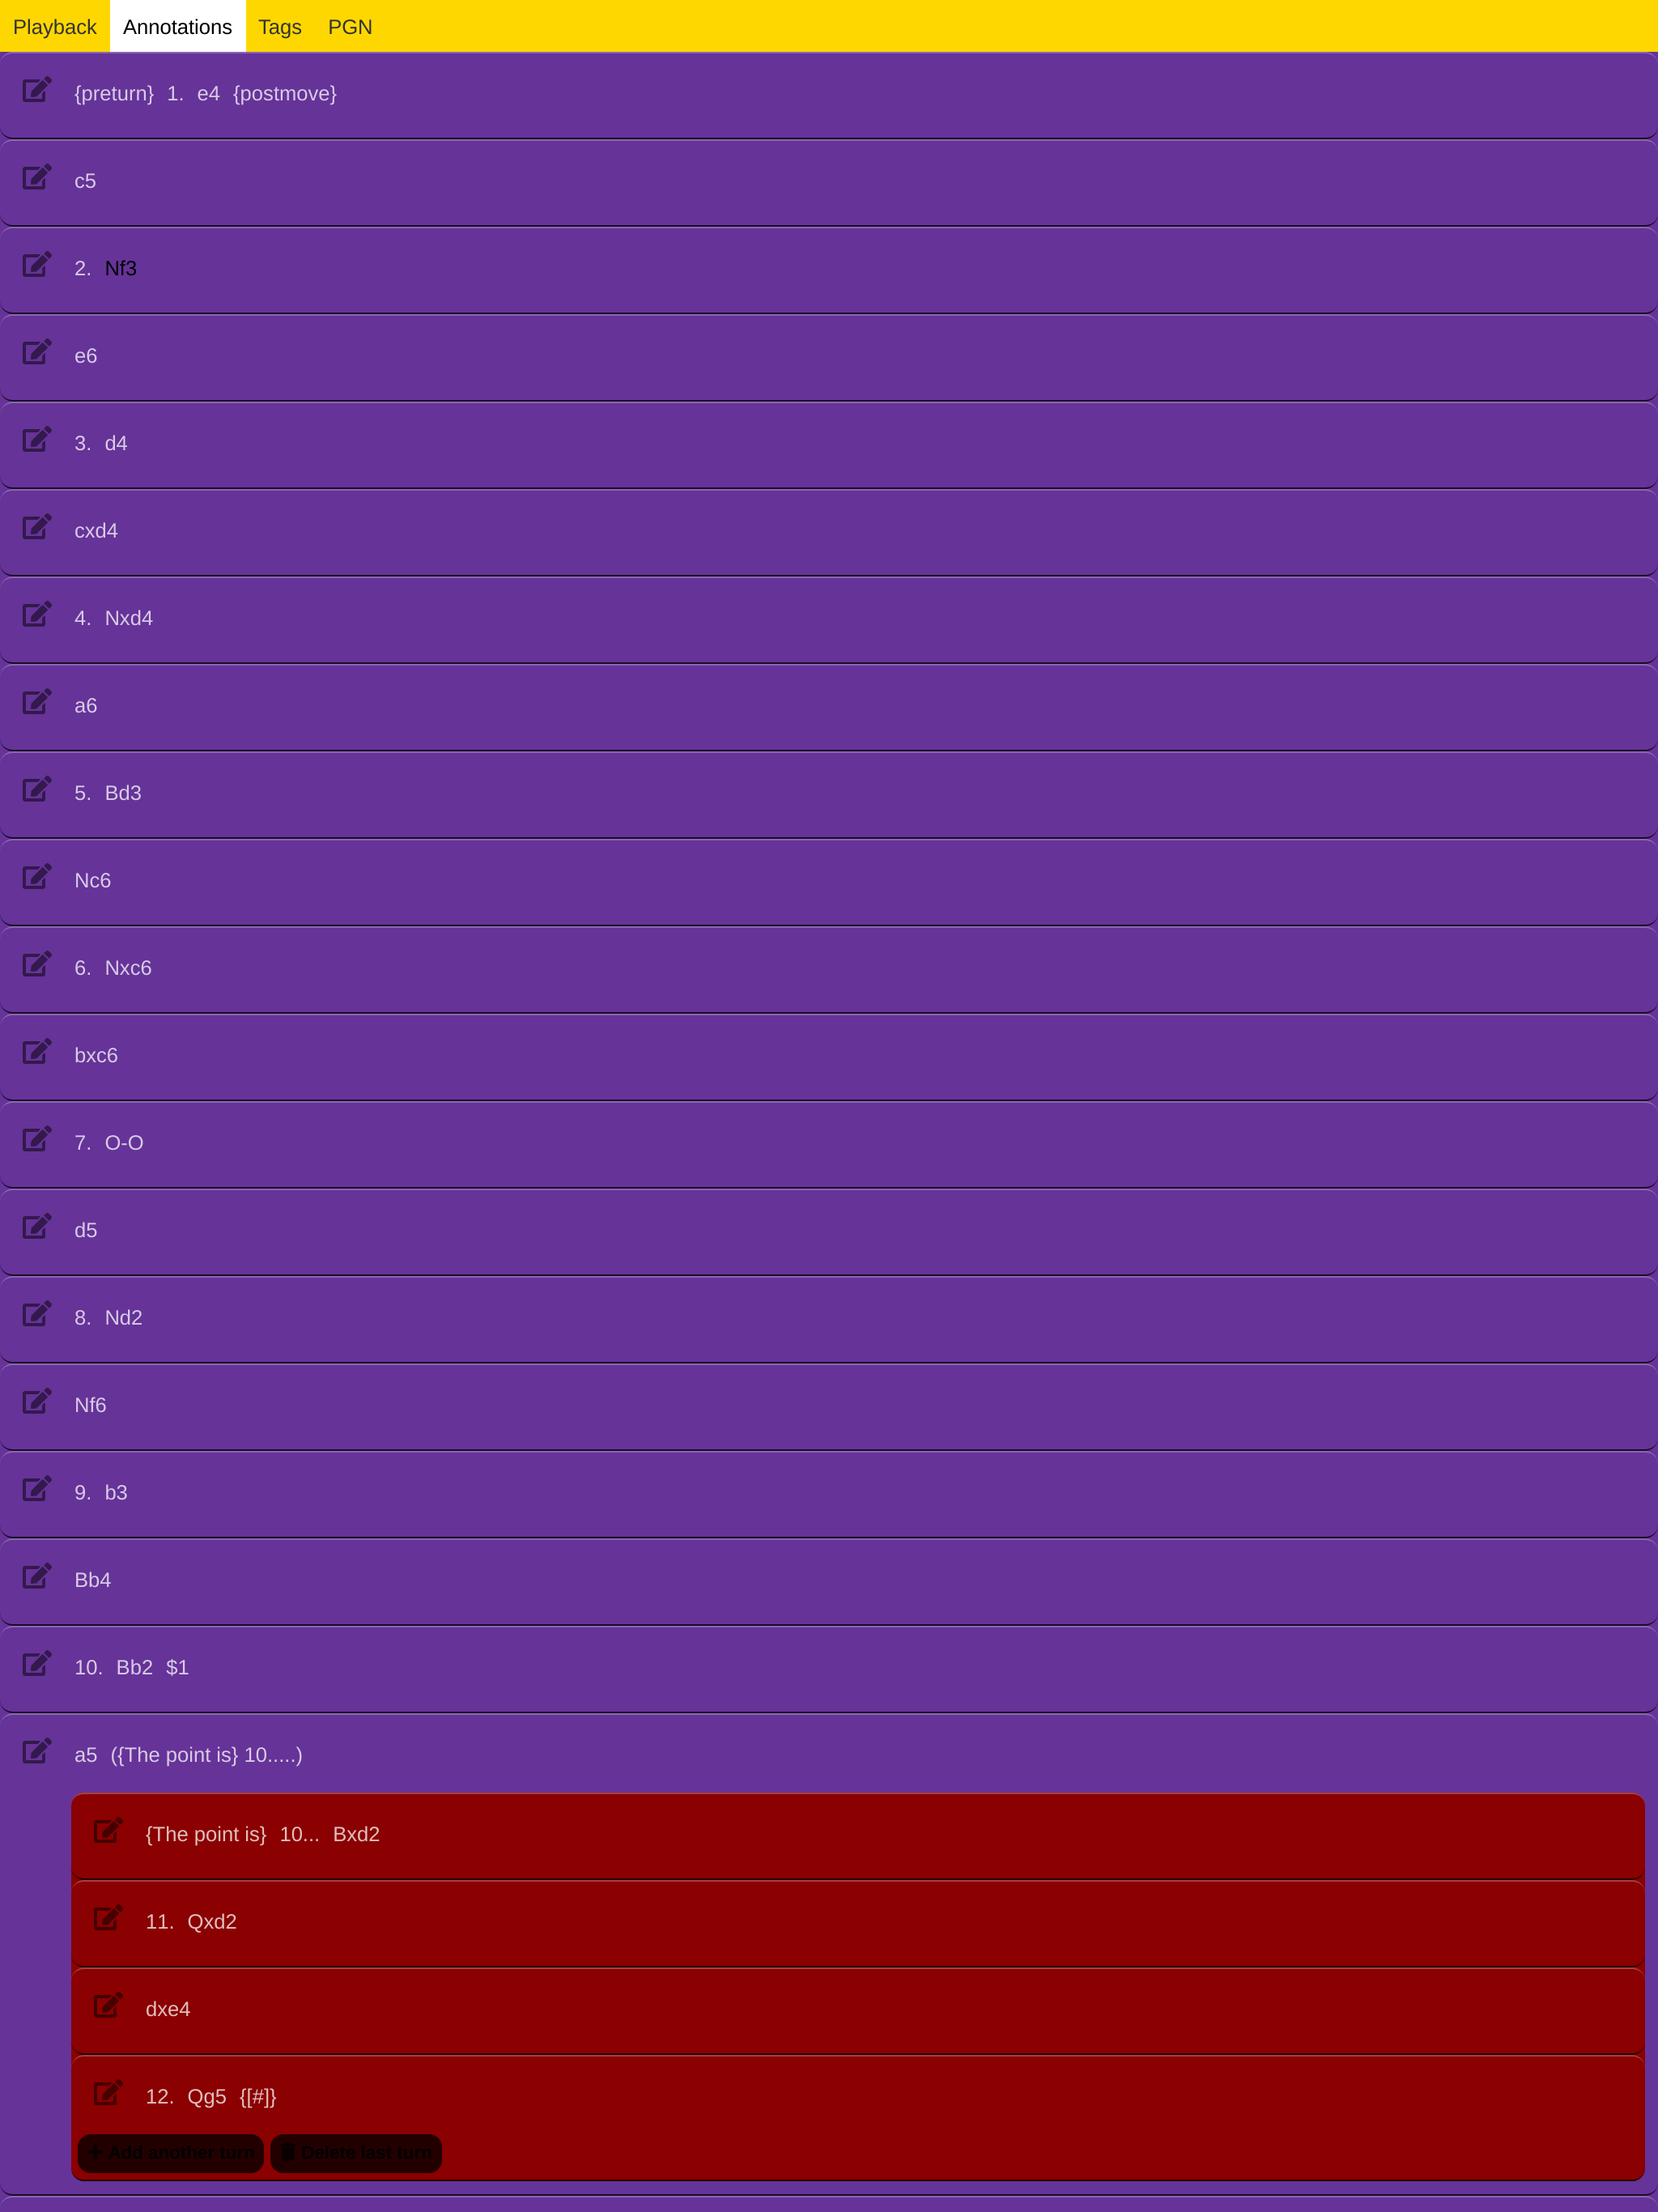 Playback Annotations Tags PGN
{preturn} 1. e4 {postmove}
c5
2. Nf3
e6
3. d4
cxd4
4. Nxd4
a6
5. Bd3
Nc6
6. Nxc6
bxc6
7. O-O
d5
8. Nd2
Nf6
9. b3
Bb4
10. Bb2 $1
a5 ({The point is} 10.....)
{The point is} 10... Bxd2
11. Qxd2
dxe4
12. Qg5 {[#]}
Add another turn Delete last turn